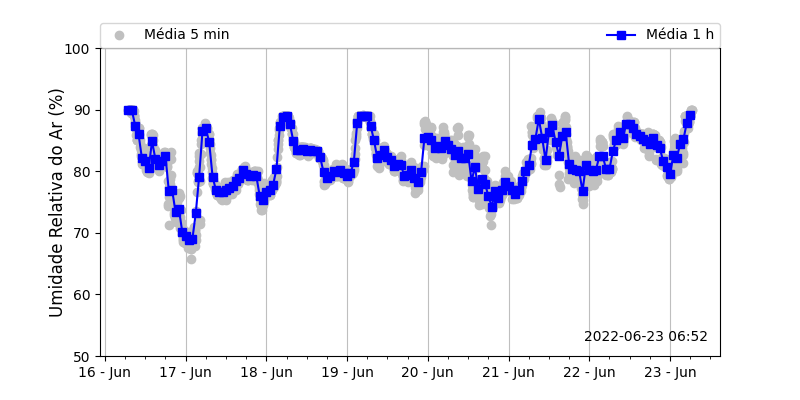 Média 5 min
Média 1 h
Umidade Relativa do Ar (%)
100
90
80
70
60
50
2022-06-23 06:52
16 - Jun
17 - Jun
18 - Jun
19 - Jun
20 - Jun
21 - Jun
22 - Jun
23 - Jun